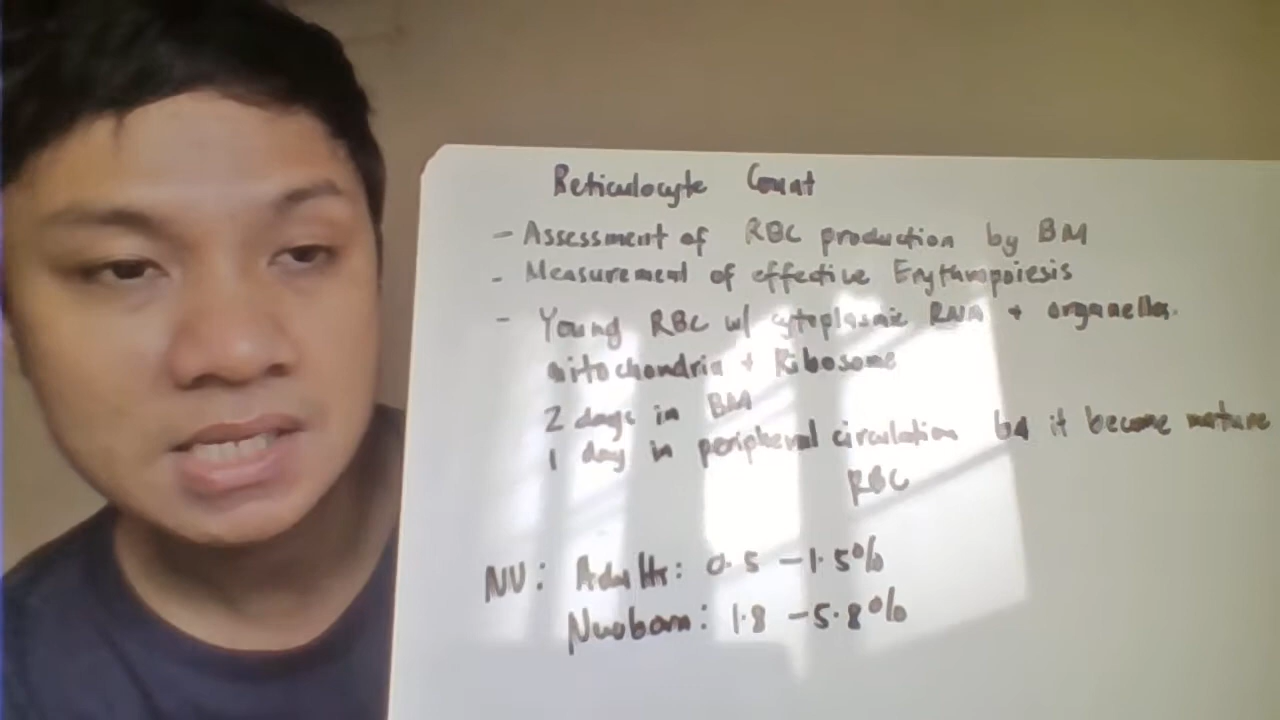 Reticulocyte Count
- Assessment of RBC production by BM
- Measurement of effective Erythropoiesis
- Young RBC w/ cytoplasmic RNA + organelles.
mitochondria + Ribosome
2 days in BM
1 day in peripheral circulation b4 it become mature
RBC
NV: Adults: 0.5 - 1.5%
Newborn: 1.8 - 5.8%